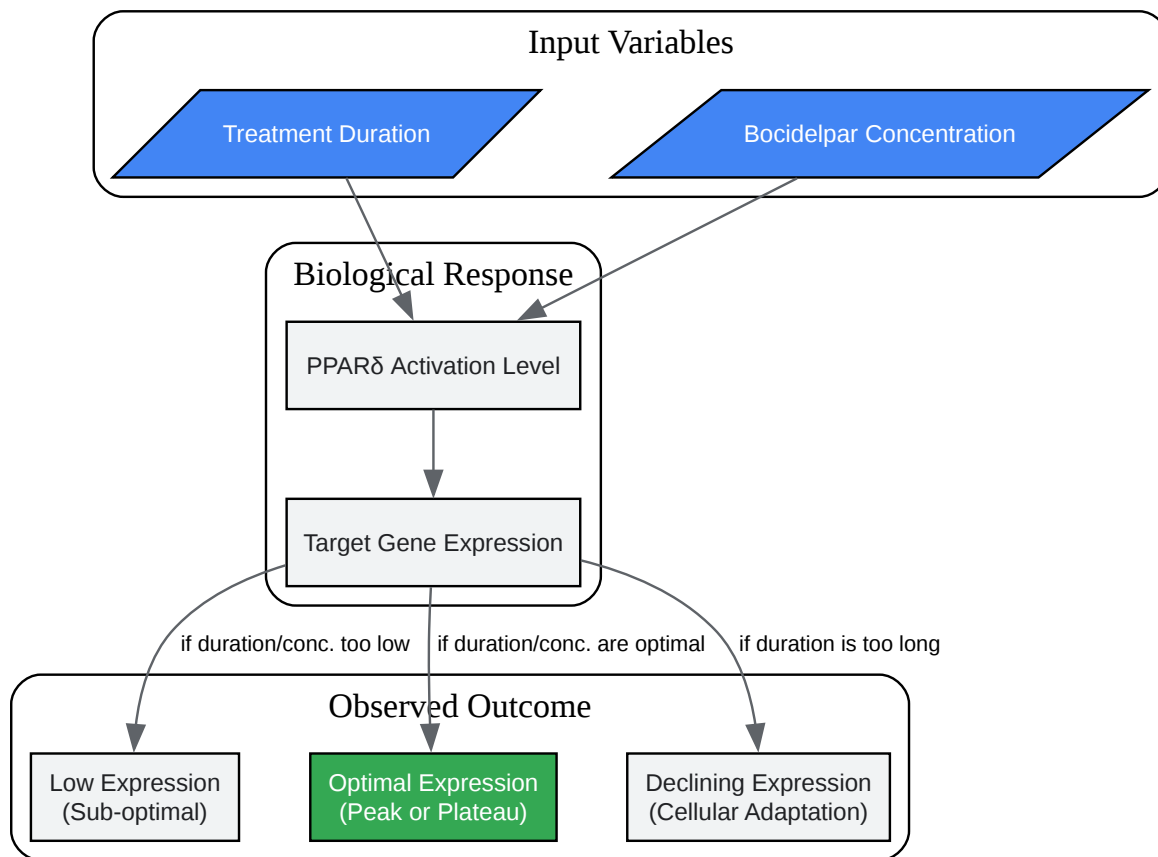 Input Variables
Treatment Duration
Bocidelpar Concentration
Biological Response
PPARδ Activation Level
Target Gene Expression
if duration/conc. too low
if duration/conc. are optimal
if duration is too long
Observed Outcome
Low Expression
(Sub-optimal)
Optimal Expression
(Peak or Plateau)
Declining Expression
(Cellular Adaptation)